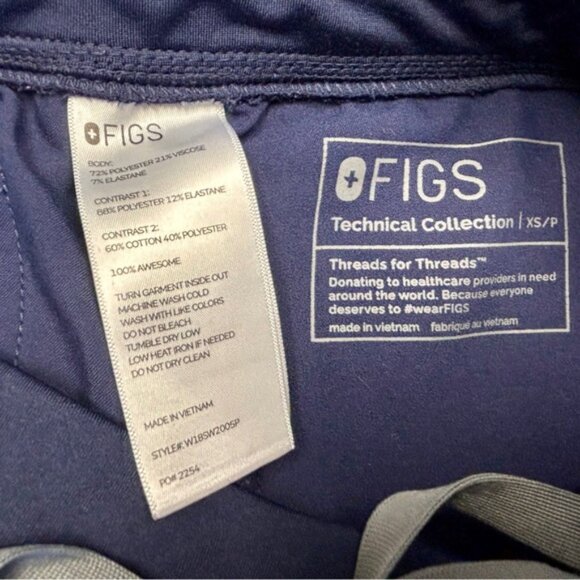 FIGS
BODY:
72% POLYESTER 21% VISCOSE
7% ELASTANE
CONTRAST 1:
88% POLYESTER 12% ELASTANE
CONTRAST 2:
60% COTTON 40% POLYESTER
100% AWESOME
TURN GARMENT INSIDE OUT
MACHINE WASH COLD
WASH WITH LIKE COLORS
DO NOT BLEACH
TUMBLE DRY LOW
LOW HEAT IRON IF NEEDED
DO NOT DRY CLEAN
MADE IN VIETNAM
STYLE#: W18SW2005P
PO# 2254
FIGS
Technical Collection | XS/P
Threads for Threads™
Donating to healthcare providers in need
around the world. Because everyone
deserves to #wearFIGS
made in vietnam fabriqué au vietnam